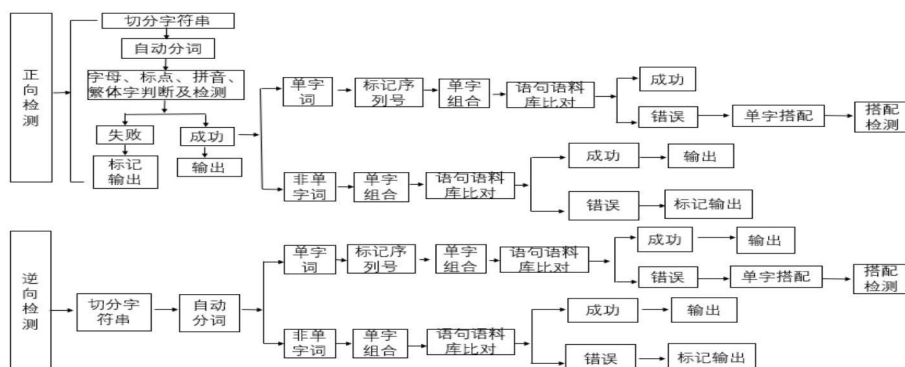 正
向
检
测
切分字符串
自动分词
字母、标点、拼音、
繁体字判断及检测
失败
成功
标记
输出
输出
单字
词
标记序
列号
单字
组合
语句语料
库比对
成功
错误
单字搭配
搭配
检测
非单
字词
单字
组合
语句语料
库比对
成功
输出
错误
标记输出
逆
向
检
测
切分字
符串
自动
分词
单字
词
标记序
列号
单字
组合
语句语料
库比对
成功
输出
错误
单字搭配
搭配
检测
非单
字词
单字
组合
语句语料
库比对
成功
输出
错误
标记输出